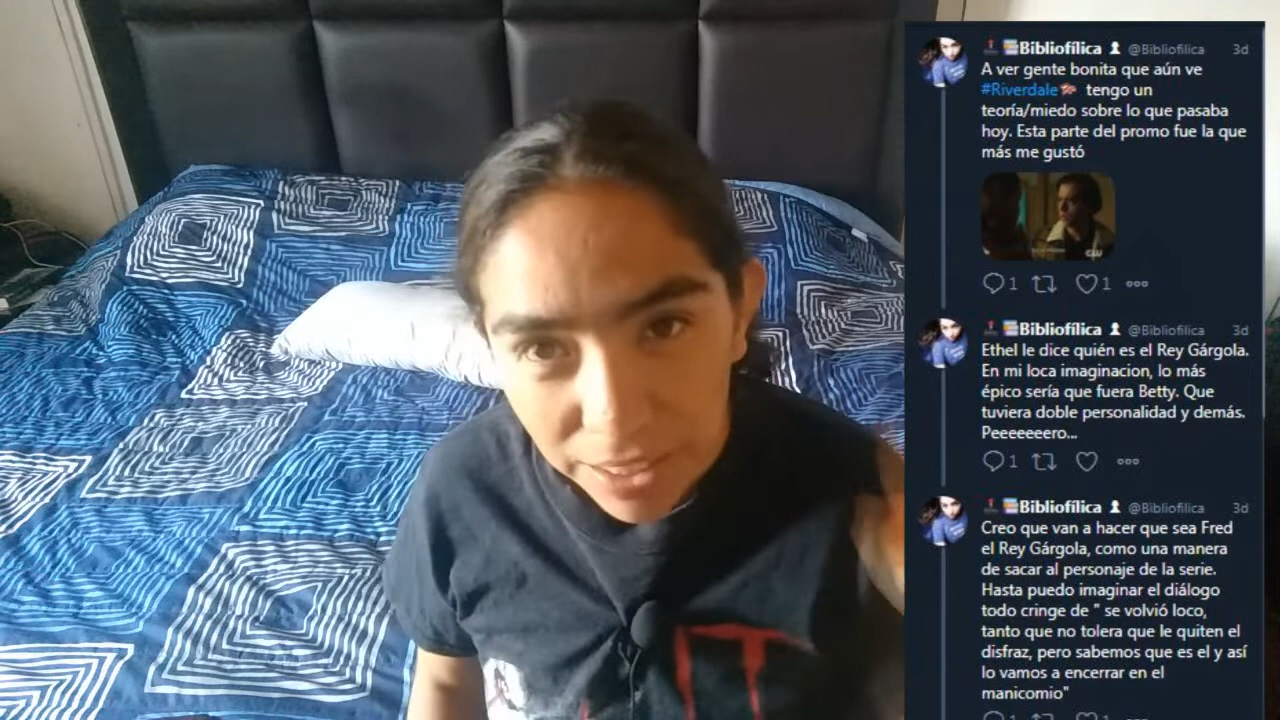 Bibliofílica @Bibliofilica 3d
A ver gente bonita que aún ve
#Riverdale tengo un
teoría/miedo sobre lo que pasaba
hoy. Esta parte del promo fue la que
más me gustó
CW
1 1
Bibliofílica @Bibliofilica 3d
Ethel le dice quién es el Rey Gárgola.
En mi loca imaginacion, lo más
épico sería que fuera Betty. Que
tuviera doble personalidad y demás.
Peeeeeeero...
1
Bibliofílica @Bibliofilica 3d
Creo que van a hacer que sea Fred
el Rey Gárgola, como una manera
de sacar al personaje de la serie.
Hasta puedo imaginar el diálogo
todo cringe de " se volvió loco,
tanto que no tolera que le quiten el
disfraz, pero sabemos que es el y así
lo vamos a encerrar en el
manicomio"
IT